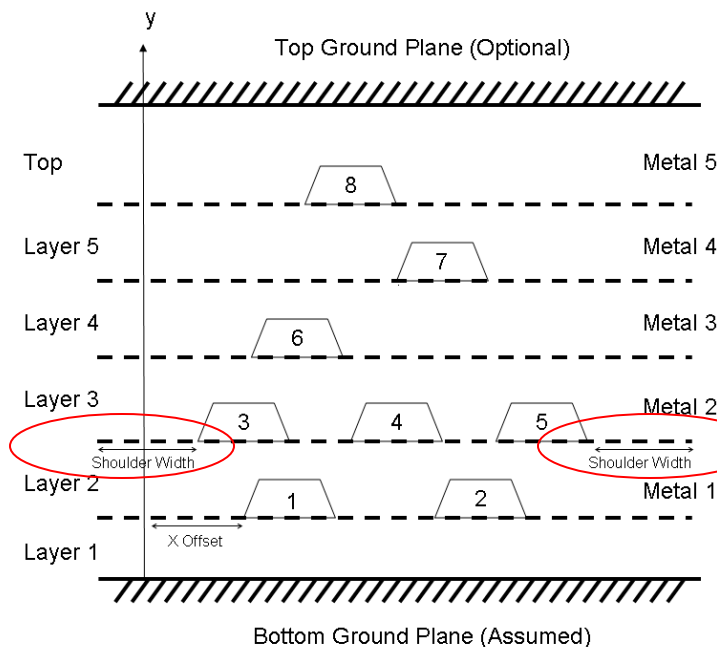 y
Top Ground Plane (Optional)
Top
Metal 5
8
Layer 5
Metal 4
7
Layer 4
Metal 3
6
Layer 3
Metal 2
3
4
5
Shoulder Width
Shoulder Width
Layer 2
Metal 1
1
2
X Offset
Layer 1
Bottom Ground Plane (Assumed)